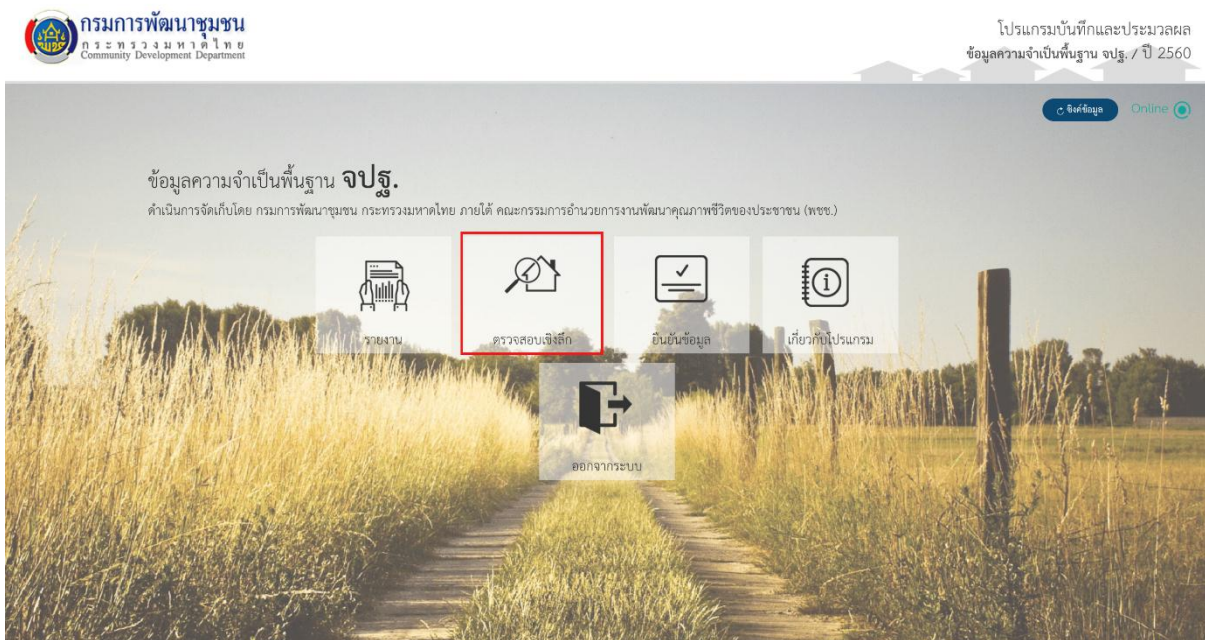 กรมการพัฒนาชุมชน
กระทรวงมหาดไทย
Community Development Department
โปรแกรมบันทึกและประมวลผล
ข้อมูลความจำเป็นพื้นฐาน จปฐ. / ปี 2560
ซิงค์ข้อมูล Online
ข้อมูลความจำเป็นพื้นฐาน จปฐ.
ดำเนินการจัดเก็บโดย กรมการพัฒนาชุมชน กระทรวงมหาดไทย ภายใต้ คณะกรรมการอำนวยการงานพัฒนาคุณภาพชีวิตของประชาชน (พชช.)
รายงาน ตรวจสอบเชิงลึก ยืนยันข้อมูล เกี่ยวกับโปรแกรม
ออกจากระบบ